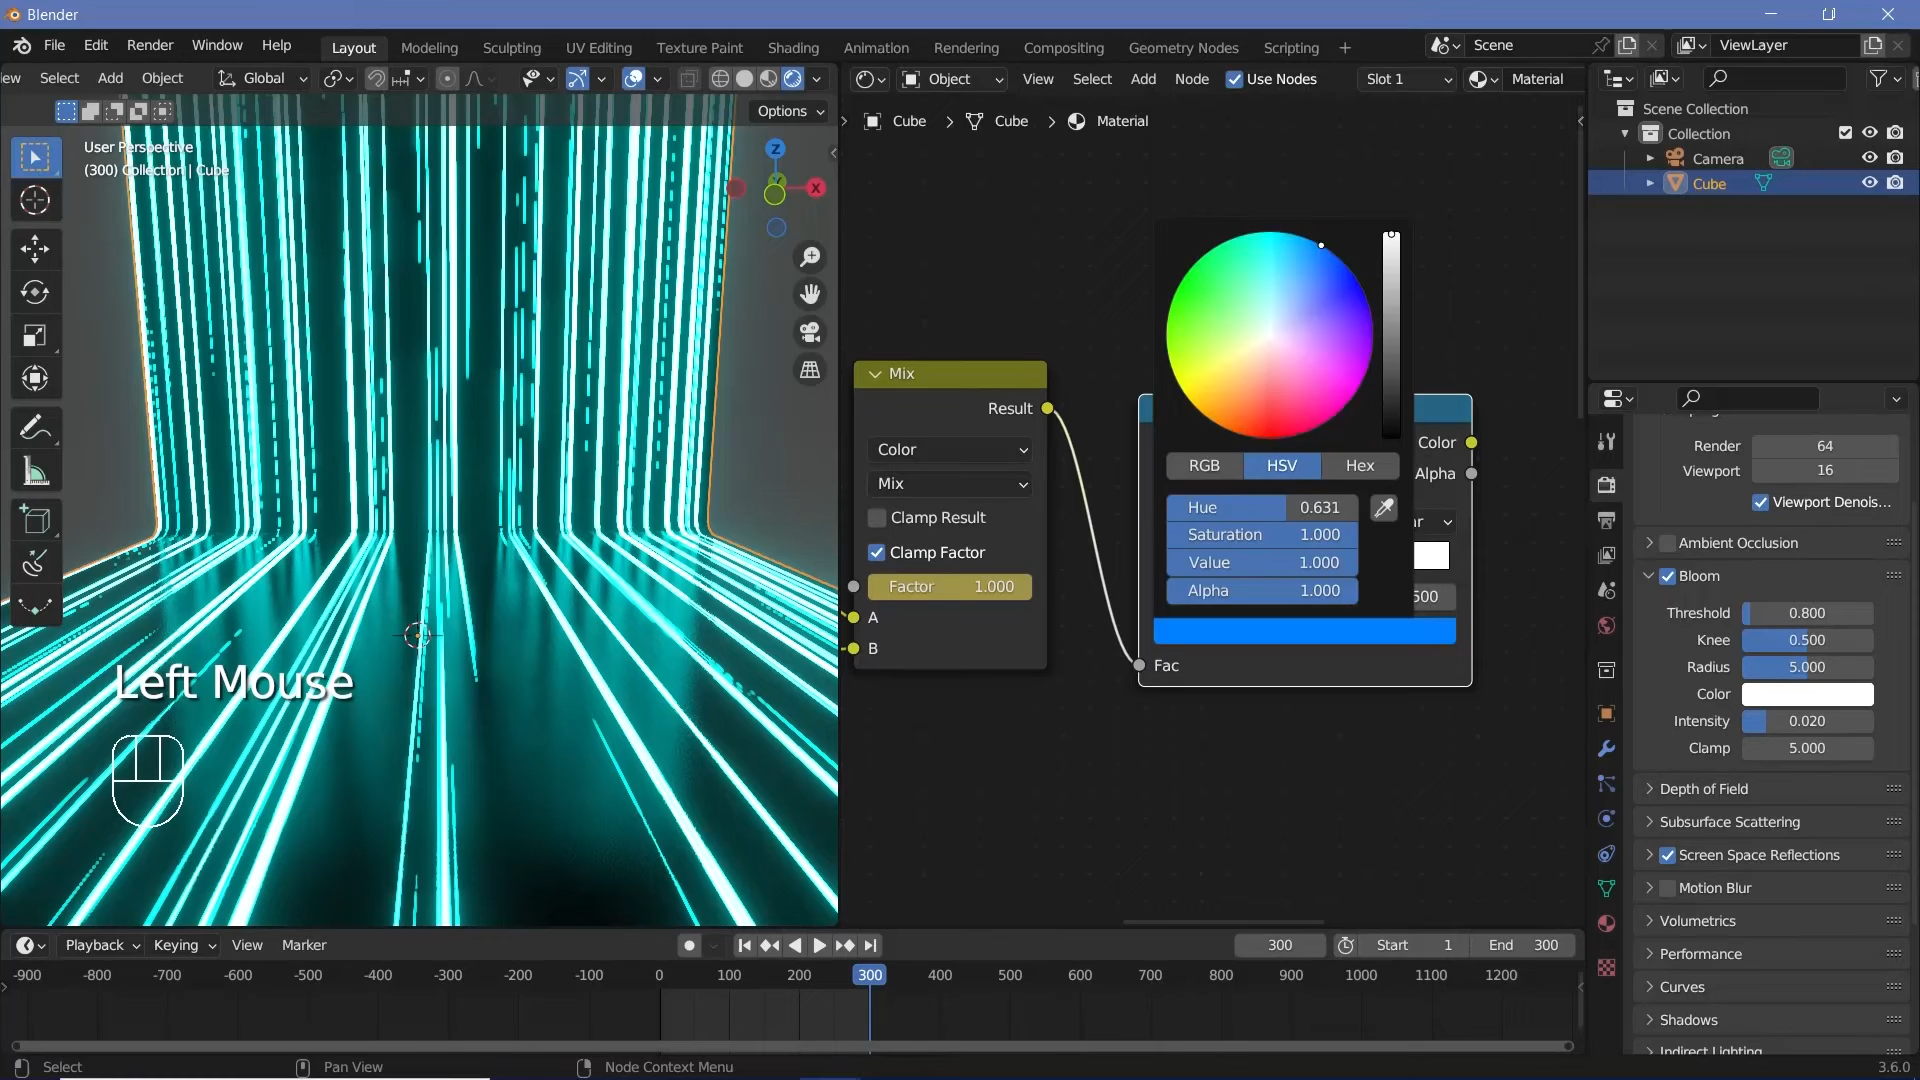 Blender
File Edit Render Window Help Layout Modeling Sculpting UV Editing Texture Paint Shading Animation Rendering Compositing Geometry Nodes Scripting + Scene ViewLayer
ew Select Add Object Global Object View Select Add Node Use Nodes Slot 1 Material
Options
Cube > Cube > Material
User Perspective
(300) Collection | Cube
Z
Y
X
Scene Collection
Collection
Camera
Cube
Mix
Result
Color
Mix
Clamp Result
Clamp Factor
Factor 1.000
A
B
RGB HSV Hex
Hue 0.631
Saturation 1.000
Value 1.000
Alpha 1.000
Color
Alpha
ar
500
Fac
Render 64
Viewport 16
Viewport Denois...
Ambient Occlusion
Bloom
Threshold 0.800
Knee 0.500
Radius 5.000
Color
Intensity 0.020
Clamp 5.000
Depth of Field
Subsurface Scattering
Screen Space Reflections
Motion Blur
Volumetrics
Performance
Curves
Shadows
Indirect Lighting
Left Mouse
Playback Keying View Marker 300 Start 1 End 300
-900 -800 -700 -600 -500 -400 -300 -200 -100 0 100 200 300 400 500 600 700 800 900 1000 1100 1200
Select Pan View Node Context Menu 3.6.0